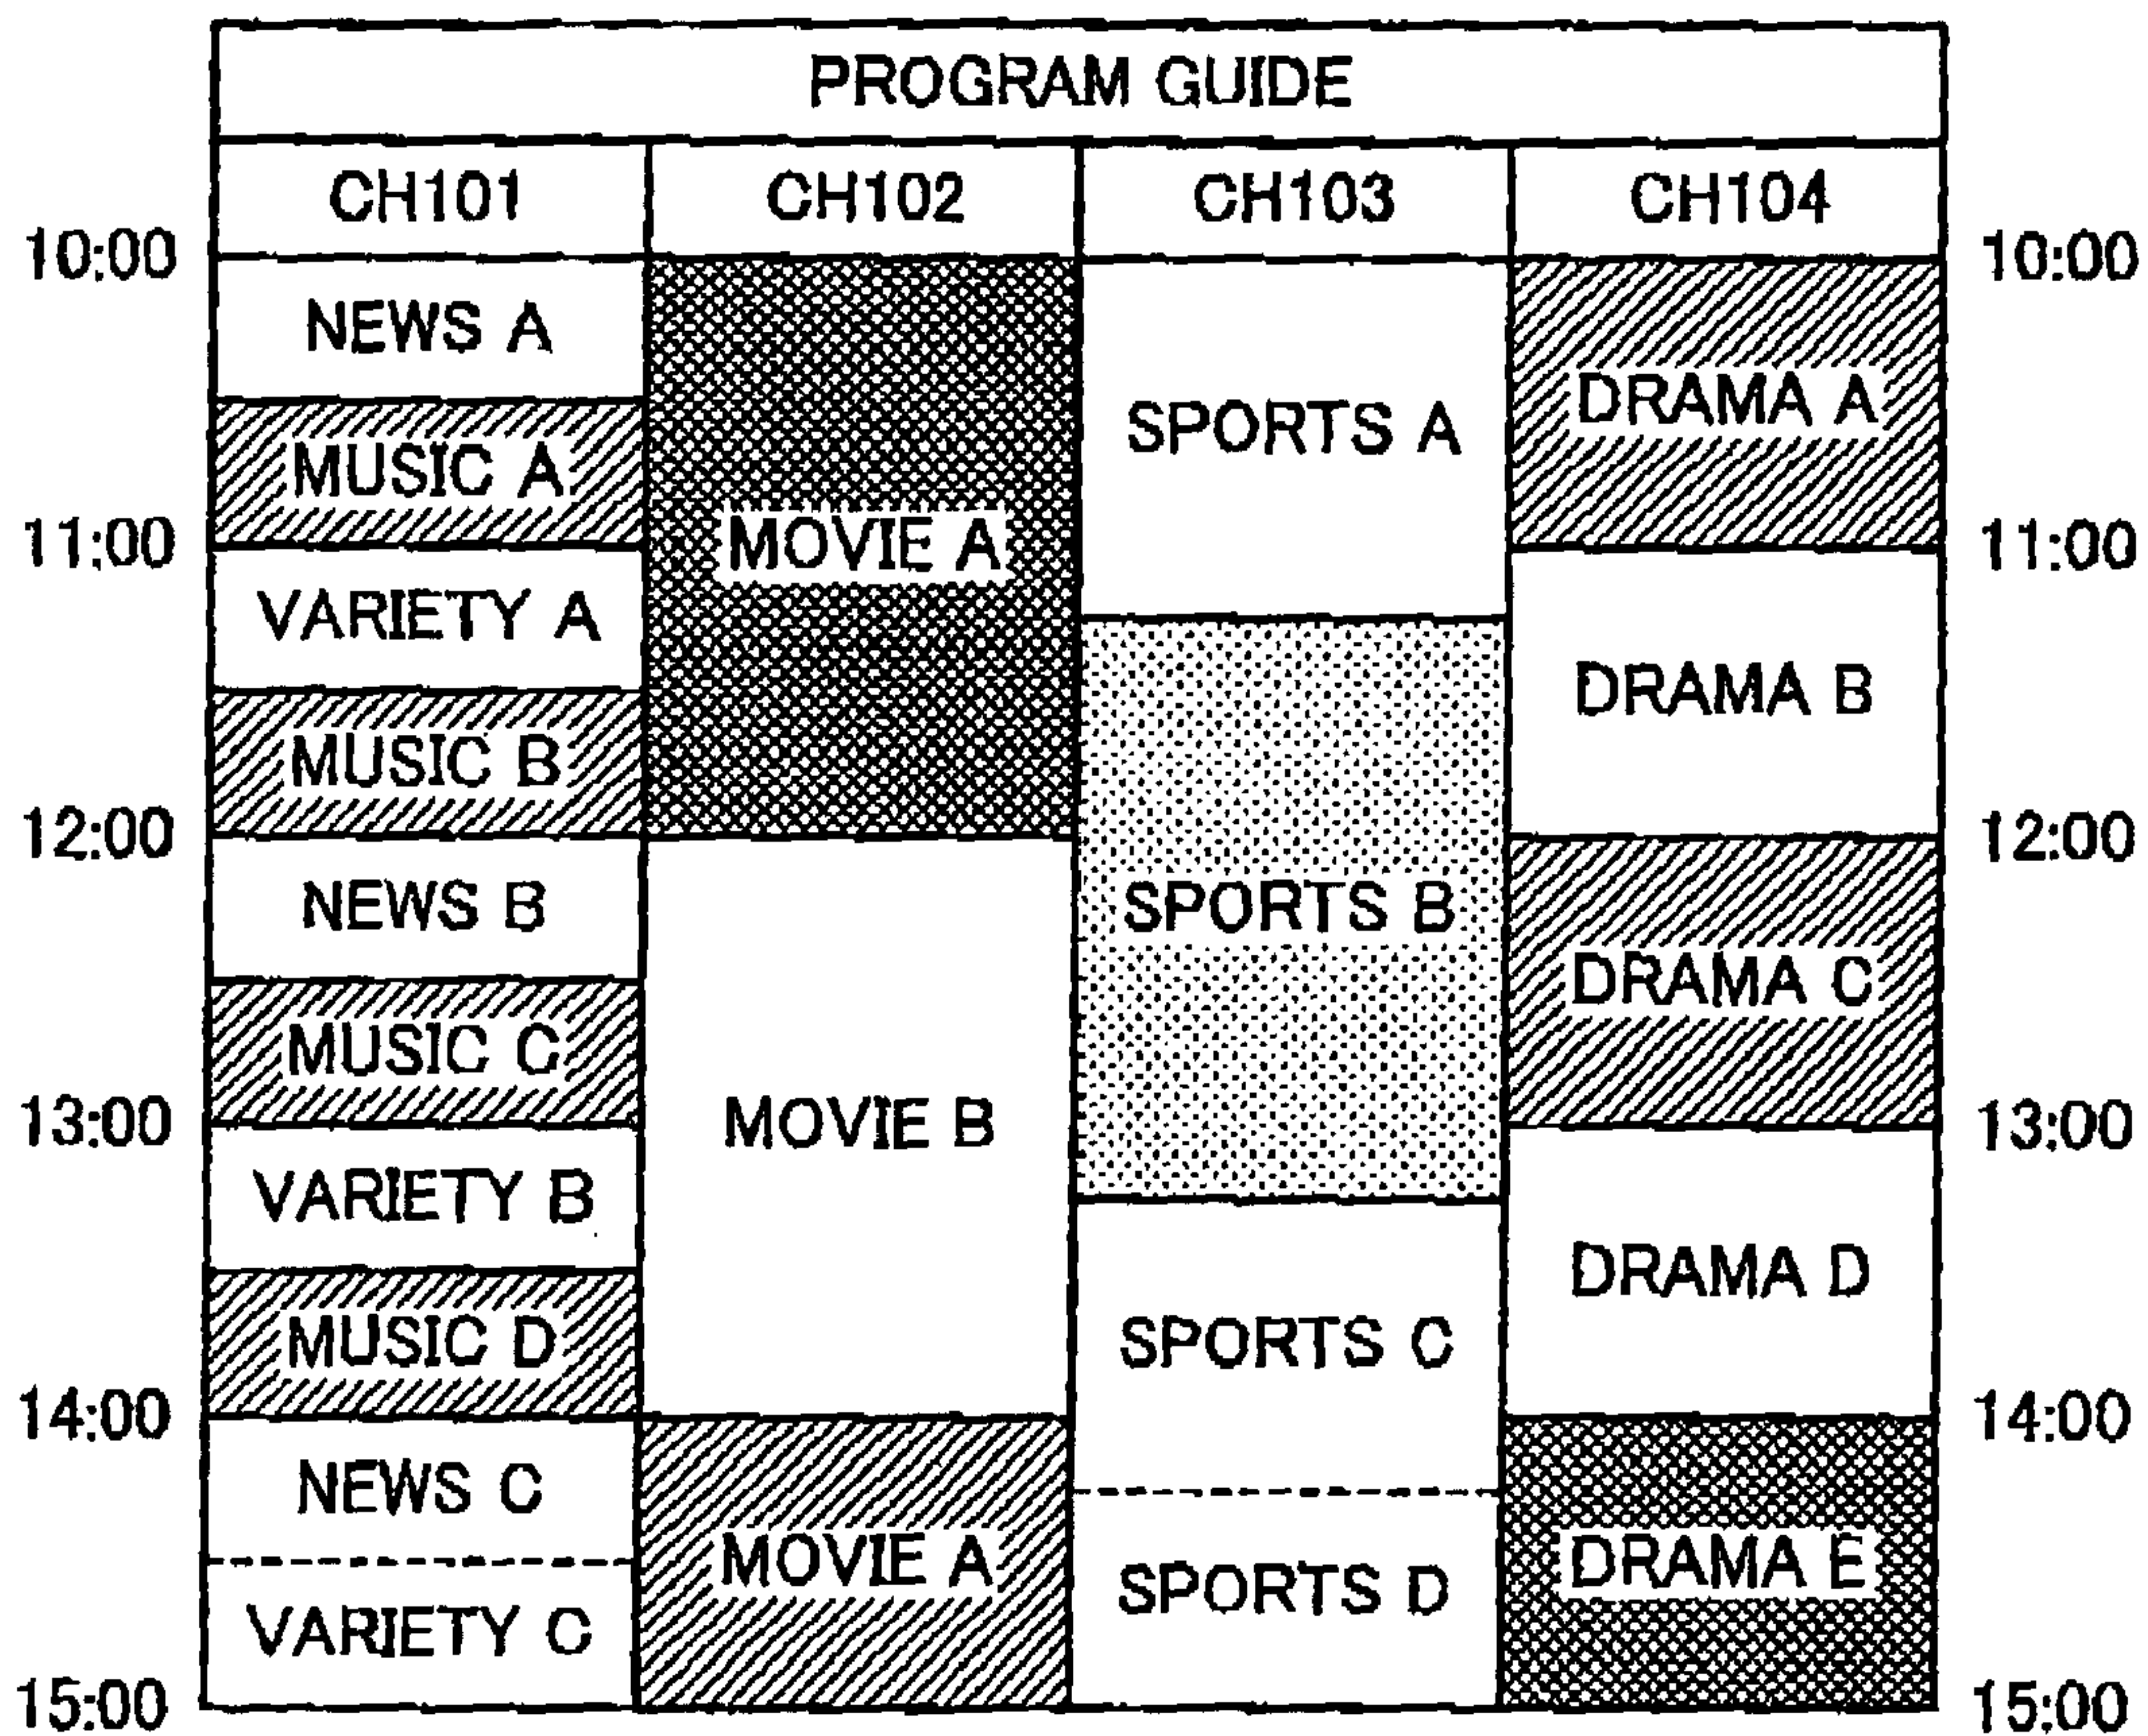 PROGRAM GUIDE
CH101 CH102 CH103 CH104
10:00 10:00
NEWS A
DRAMA A
SPORTS A
MUSIC A
11:00 MOVIE A 11:00
VARIETY A
DRAMA B
MUSIC B
12:00 12:00
NEWS B SPORTS B
DRAMA C
MUSIC C
13:00 MOVIE B 13:00
VARIETY B
DRAMA D
MUSIC D SPORTS C
14:00 14:00
NEWS C
MOVIE A SPORTS D DRAMA E
VARIETY C
15:00 15:00